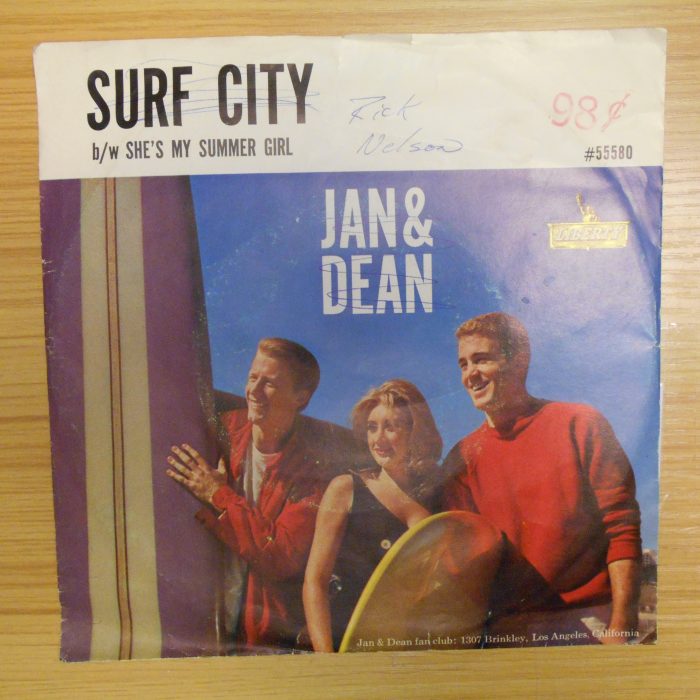 SURF CITY
b/w SHE'S MY SUMMER GIRL
Rick
Nelson
98¢
#55580
JAN &
DEAN
LIBERTY
Jan & Dean fan club: 1307 Brinkley, Los Angeles, California